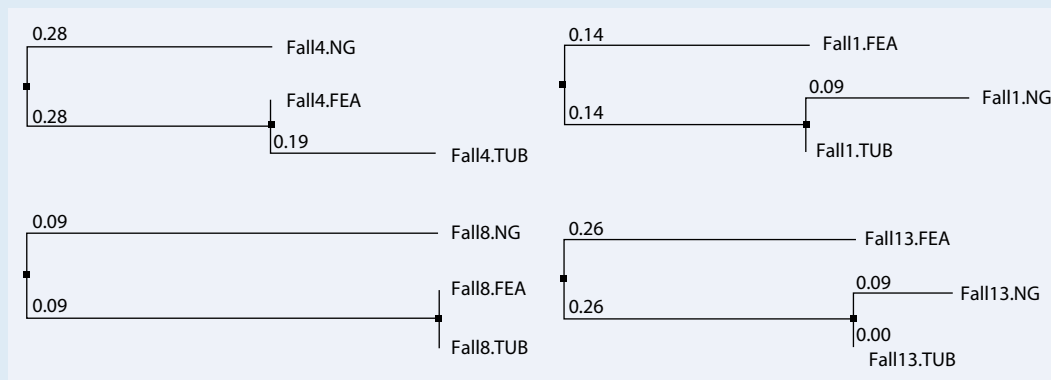 0.28
Fall4.NG
Fall4.FEA
0.28
0.19
Fall4.TUB
0.14
Fall1.FEA
0.09
Fall1.NG
0.14
Fall1.TUB
0.09
Fall8.NG
Fall8.FEA
0.09
Fall8.TUB
0.26
Fall13.FEA
0.09
Fall13.NG
0.26
0.00
Fall13.TUB